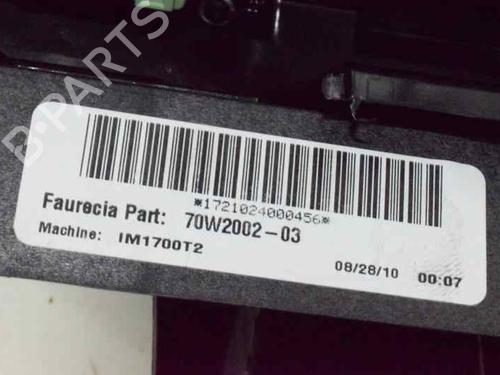 B-PARTS
*1721024000456*
Faurecia Part: 70W2002-03
Machine: IM1700T2
08/28/10 00:07